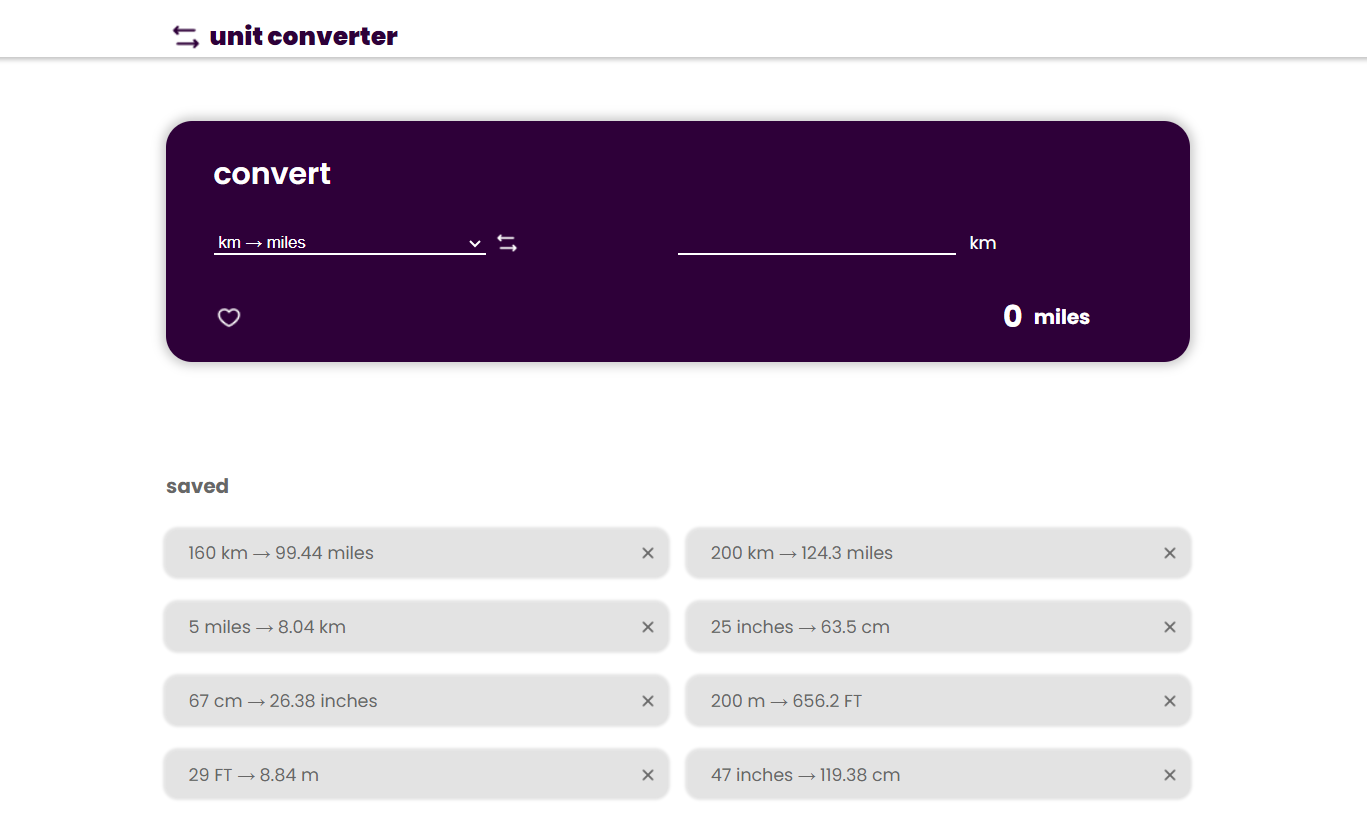 unit converter
convert
km → miles
km
0 miles
saved
160 km → 99.44 miles
200 km → 124.3 miles
5 miles → 8.04 km
25 inches → 63.5 cm
67 cm → 26.38 inches
200 m → 656.2 FT
29 FT → 8.84 m
47 inches → 119.38 cm